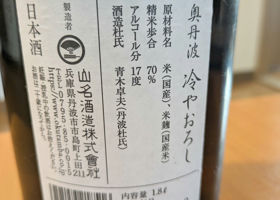 奥丹波 冷やおろし
原材料名 米(国産)、米麹(国産米)
精米歩合 70%
アルコール分 17度
酒造杜氏 青木卓夫(丹波杜氏)
製造者
山名酒造株式會社
兵庫県丹波市市島町上田211
日本酒
内容量 1.8ℓ